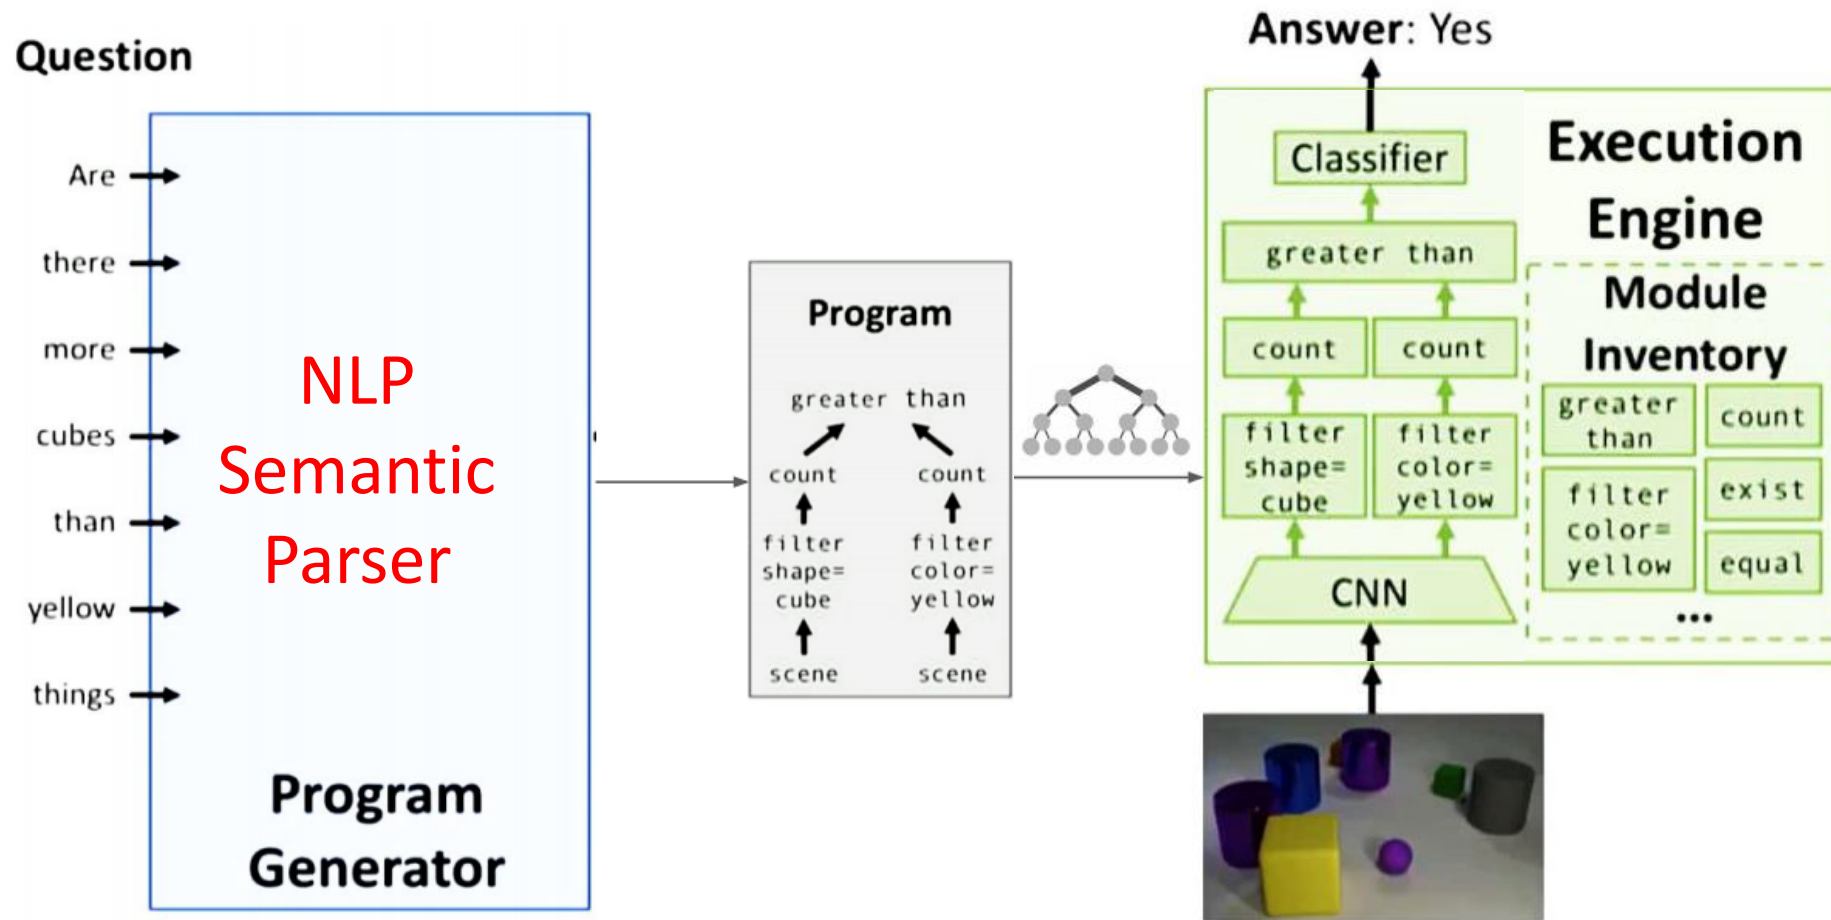 Question
Are
there
more
cubes
than
yellow
things
NLP
Semantic
Parser
Program
Generator
Program
greater than
count count
filter filter
shape= color=
cube yellow
scene scene
Answer: Yes
Classifier
greater than
count count
filter filter
shape= color=
cube yellow
CNN
Execution
Engine
Module
Inventory
greater
than
count
filter
color=
yellow
exist
equal
...